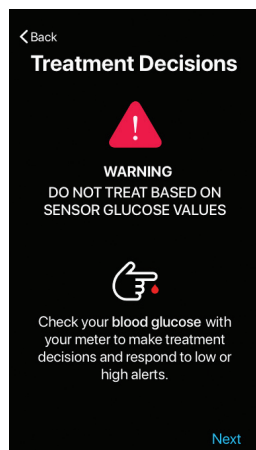 Back
Treatment Decisions
WARNING
DO NOT TREAT BASED ON
SENSOR GLUCOSE VALUES
Check your blood glucose with
your meter to make treatment
decisions and respond to low or
high alerts.
Next